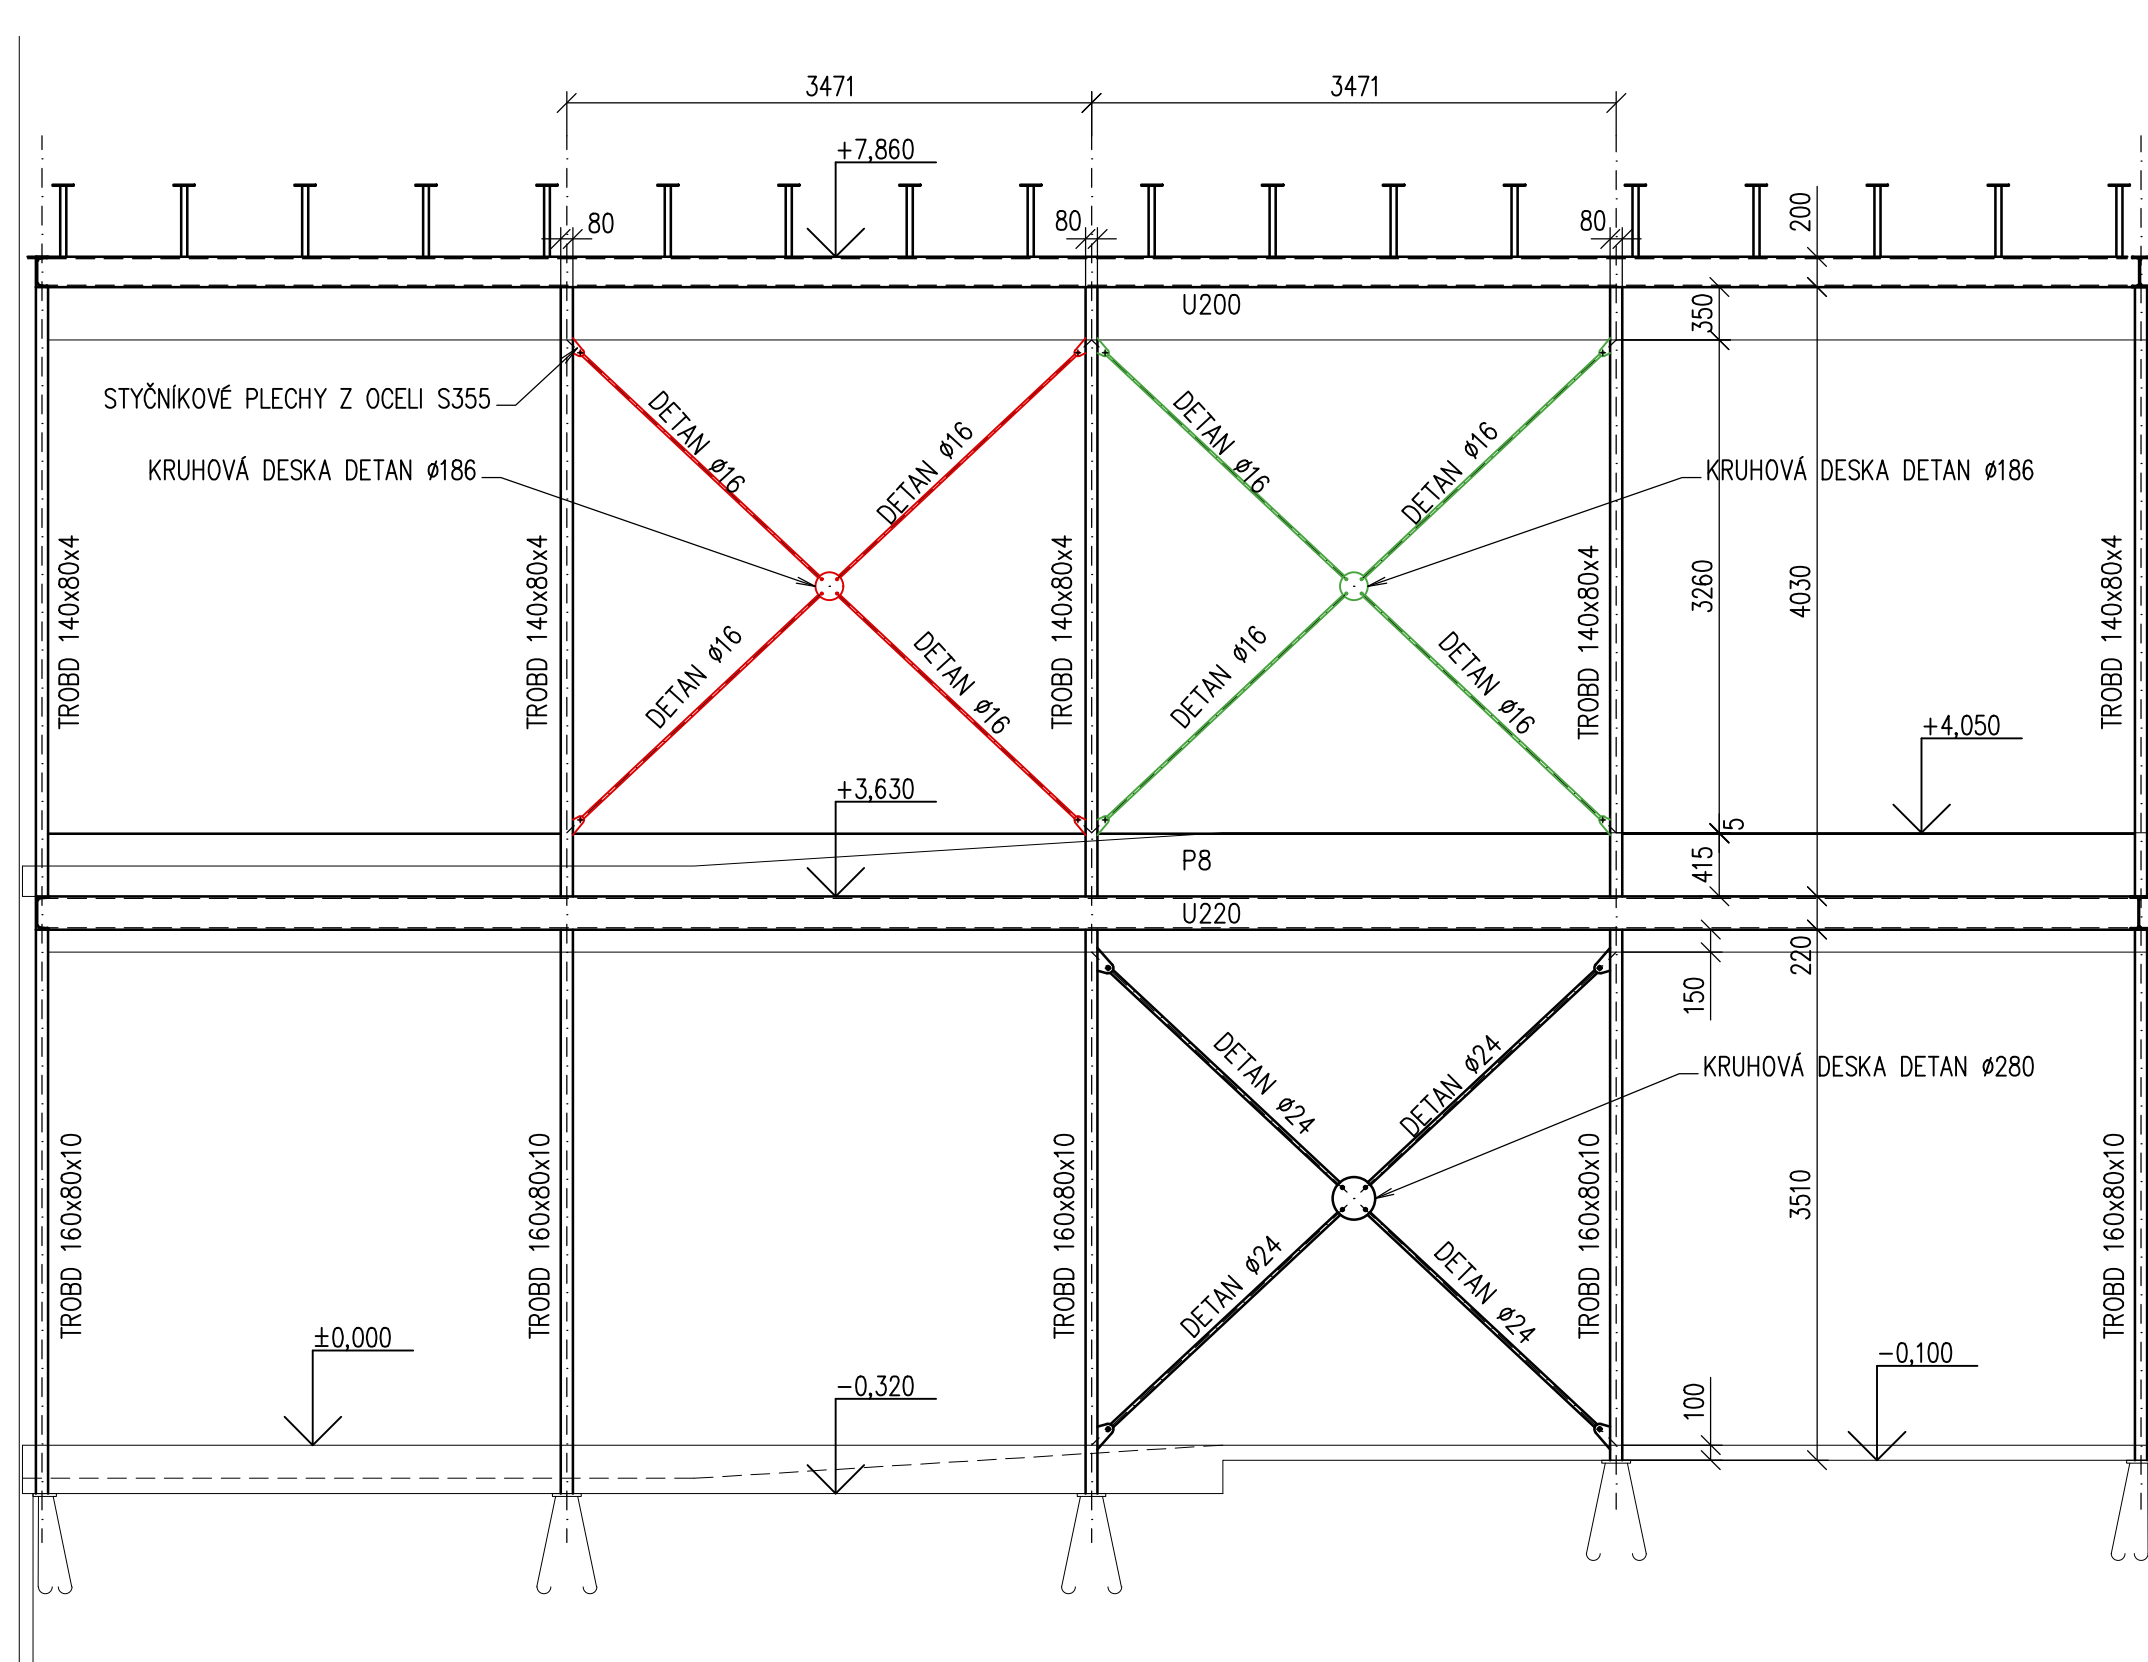 3471
3471
+7,860
80
80
80
200
U200
350
STYČNÍKOVÉ PLECHY Z OCELI S355
KRUHOVÁ DESKA DETAN ø186
KRUHOVÁ DESKA DETAN ø186
DETAN ø16
DETAN ø16
DETAN ø16
DETAN ø16
TROBD 140x80x4
TROBD 140x80x4
TROBD 140x80x4
TROBD 140x80x4
TROBD 140x80x4
3260
4030
DETAN ø16
DETAN ø16
DETAN ø16
DETAN ø16
+4,050
+3,630
5
P8
415
U220
220
150
DETAN ø24
DETAN ø24
KRUHOVÁ DESKA DETAN ø280
TROBD 160x80x10
TROBD 160x80x10
TROBD 160x80x10
TROBD 160x80x10
TROBD 160x80x10
3510
DETAN ø24
DETAN ø24
±0,000
-0,320
-0,100
100